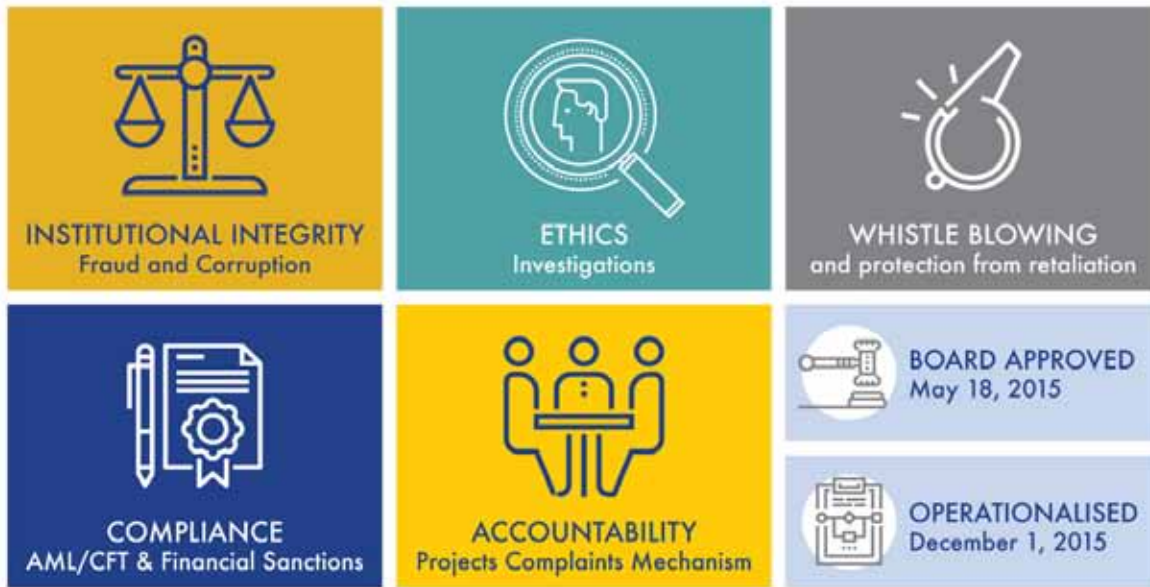 INSTITUTIONAL INTEGRITY
Fraud and Corruption
ETHICS
Investigations
WHISTLE BLOWING
and protection from retaliation
COMPLIANCE
AML/CFT & Financial Sanctions
ACCOUNTABILITY
Projects Complaints Mechanism
BOARD APPROVED
May 18, 2015
OPERATIONALISED
December 1, 2015